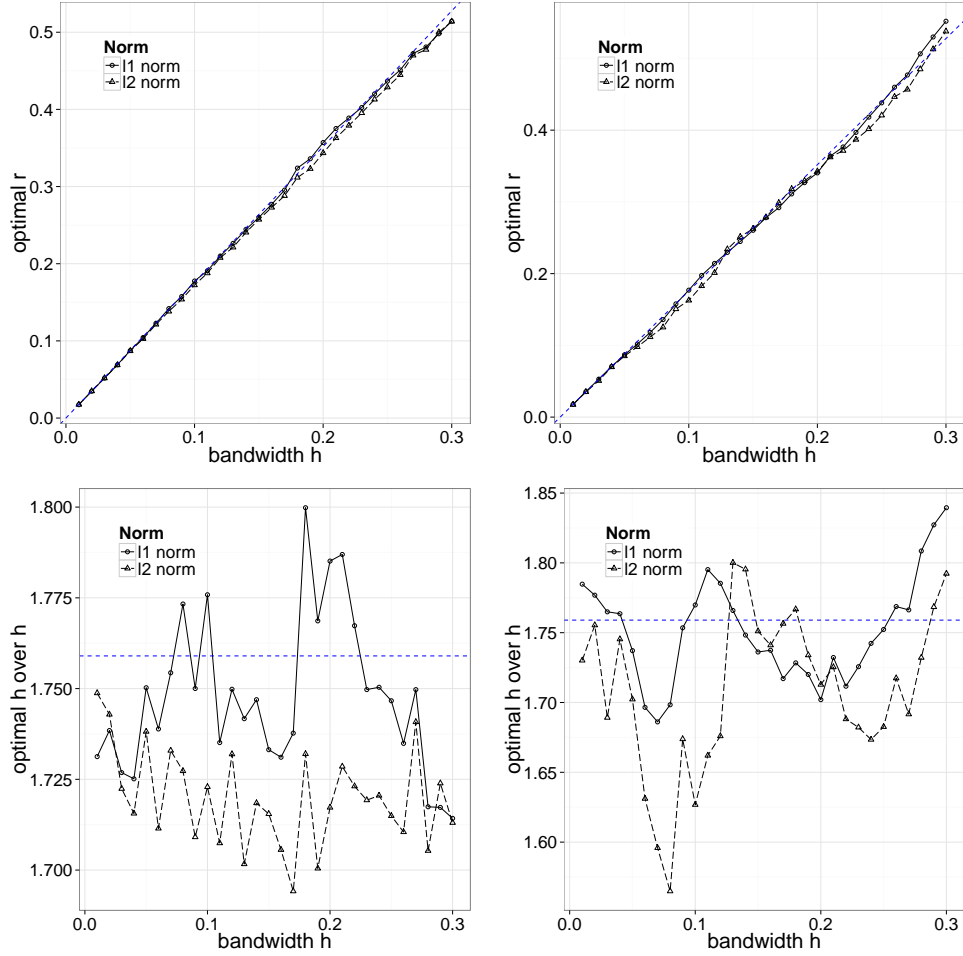 0.5
0.4
0.3
0.2
0.1
0.0
optimal r
Norm
l1 norm
l2 norm
0.0 0.1 0.2 0.3
bandwidth h
0.4
0.2
0.0
optimal r
Norm
l1 norm
l2 norm
0.0 0.1 0.2 0.3
bandwidth h
1.800
1.775
1.750
1.725
1.700
optimal h over h
Norm
l1 norm
l2 norm
0.0 0.1 0.2 0.3
bandwidth h
1.85
1.80
1.75
1.70
1.65
1.60
optimal h over h
Norm
l1 norm
l2 norm
0.0 0.1 0.2 0.3
bandwidth h